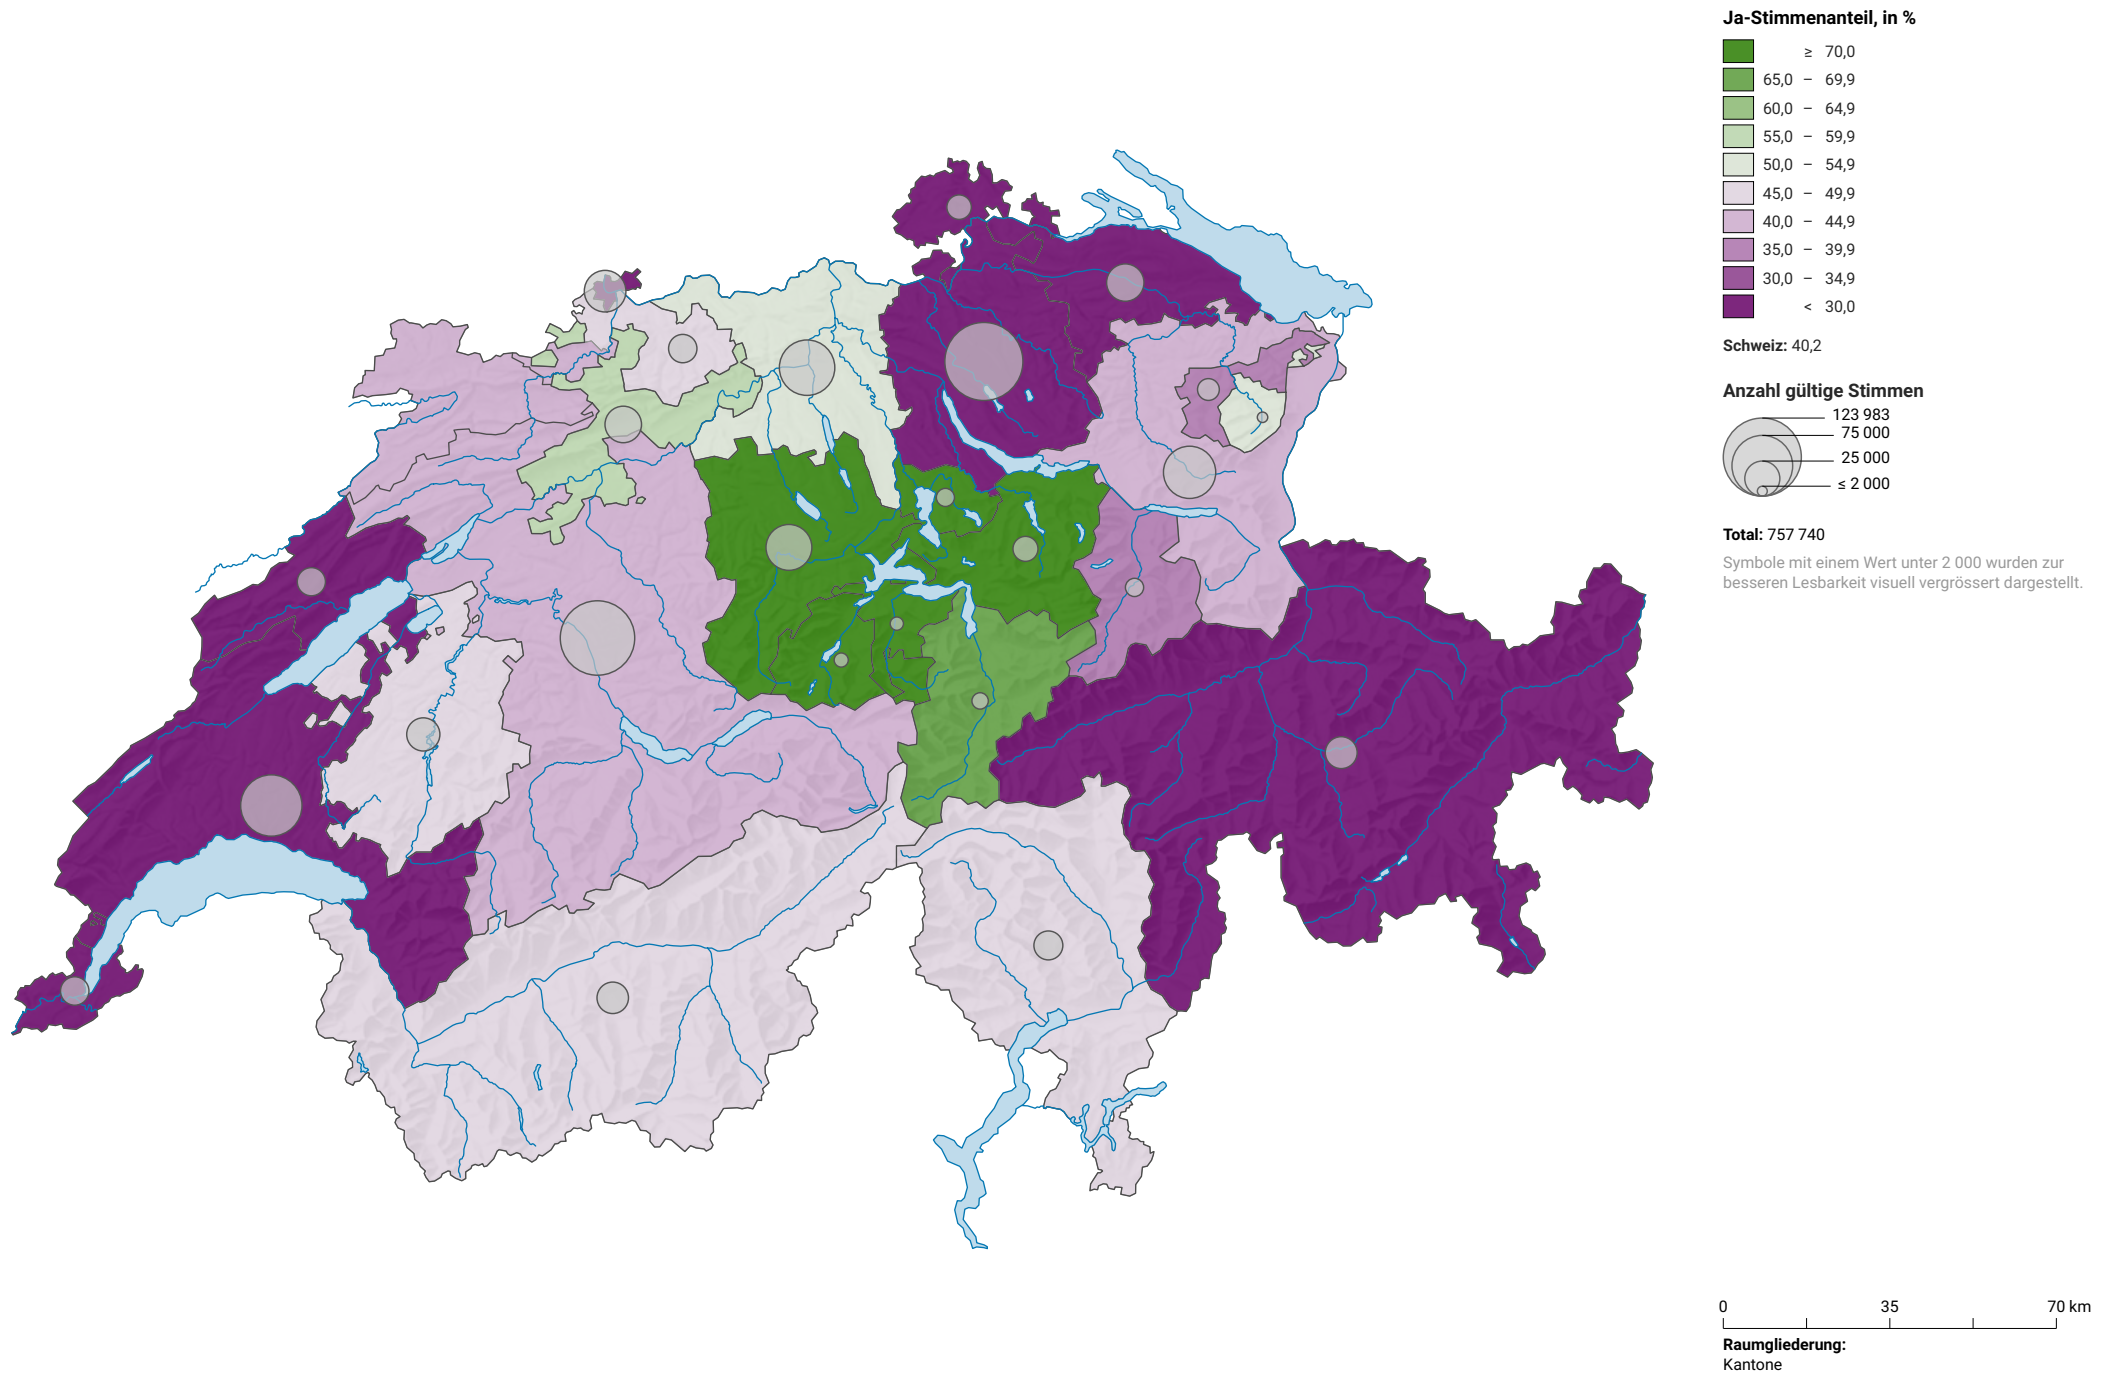 Ja-Stimmenanteil, in %
≥ 70,0
65,0 – 69,9
60,0 – 64,9
55,0 – 59,9
50,0 – 54,9
45,0 – 49,9
40,0 – 44,9
35,0 – 39,9
30,0 – 34,9
< 30,0
Schweiz: 40,2
Anzahl gültige Stimmen
123 983
75 000
25 000
≤ 2 000
Total: 757 740
Symbole mit einem Wert unter 2 000 wurden zur
besseren Lesbarkeit visuell vergrössert dargestellt.
0 35 70 km
Raumgliederung:
Kantone